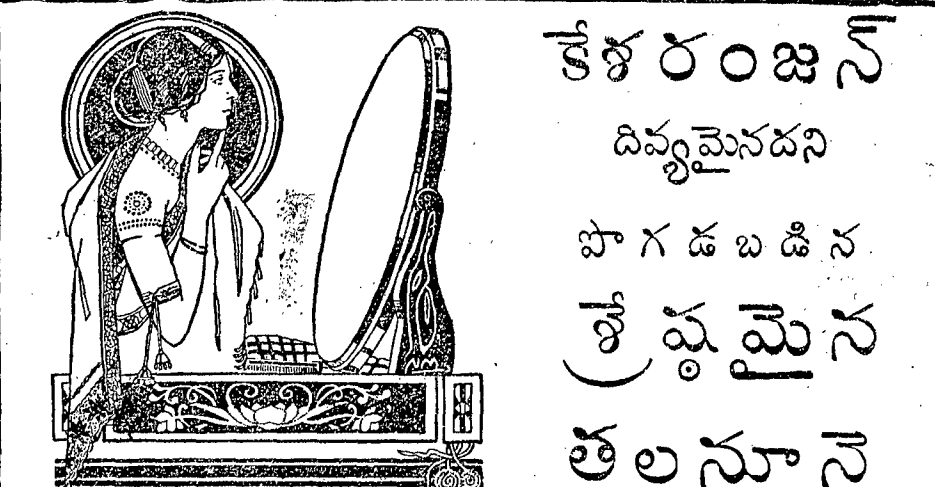 కేశరంజన్
దివ్యమైనదని
పొగడబడిన
శ్రేష్ఠమైన
తలనూనె